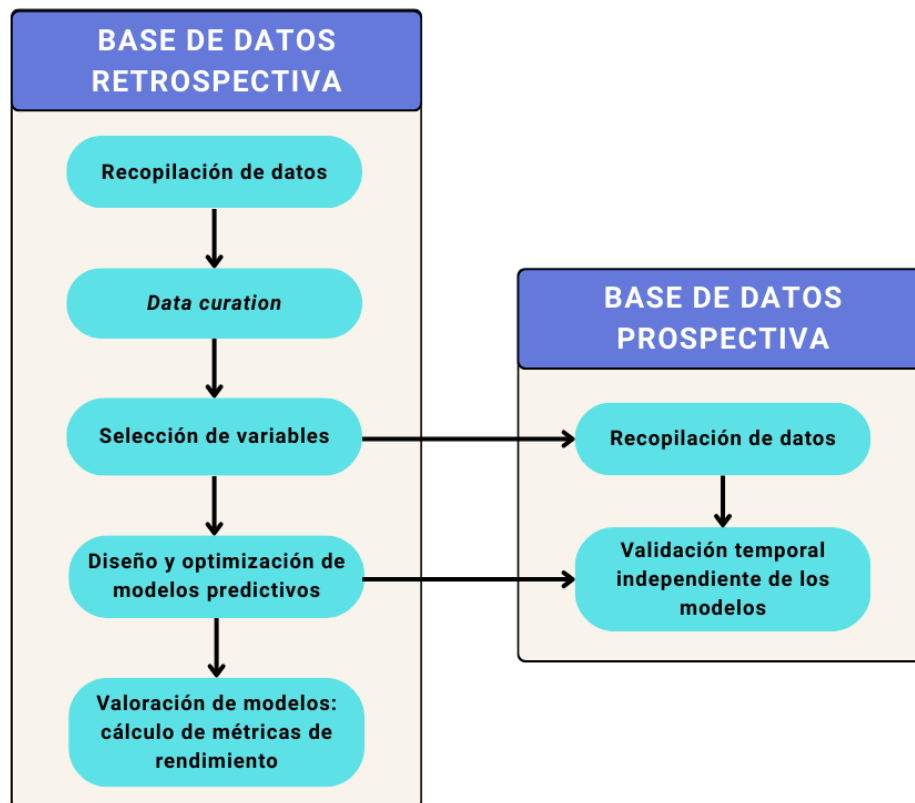 BASE DE DATOS
RETROSPECTIVA
Recopilación de datos
Data curation
Selección de variables
Diseño y optimización de
modelos predictivos
Valoración de modelos:
cálculo de métricas de
rendimiento
BASE DE DATOS
PROSPECTIVA
Recopilación de datos
Validación temporal
independiente de los
modelos